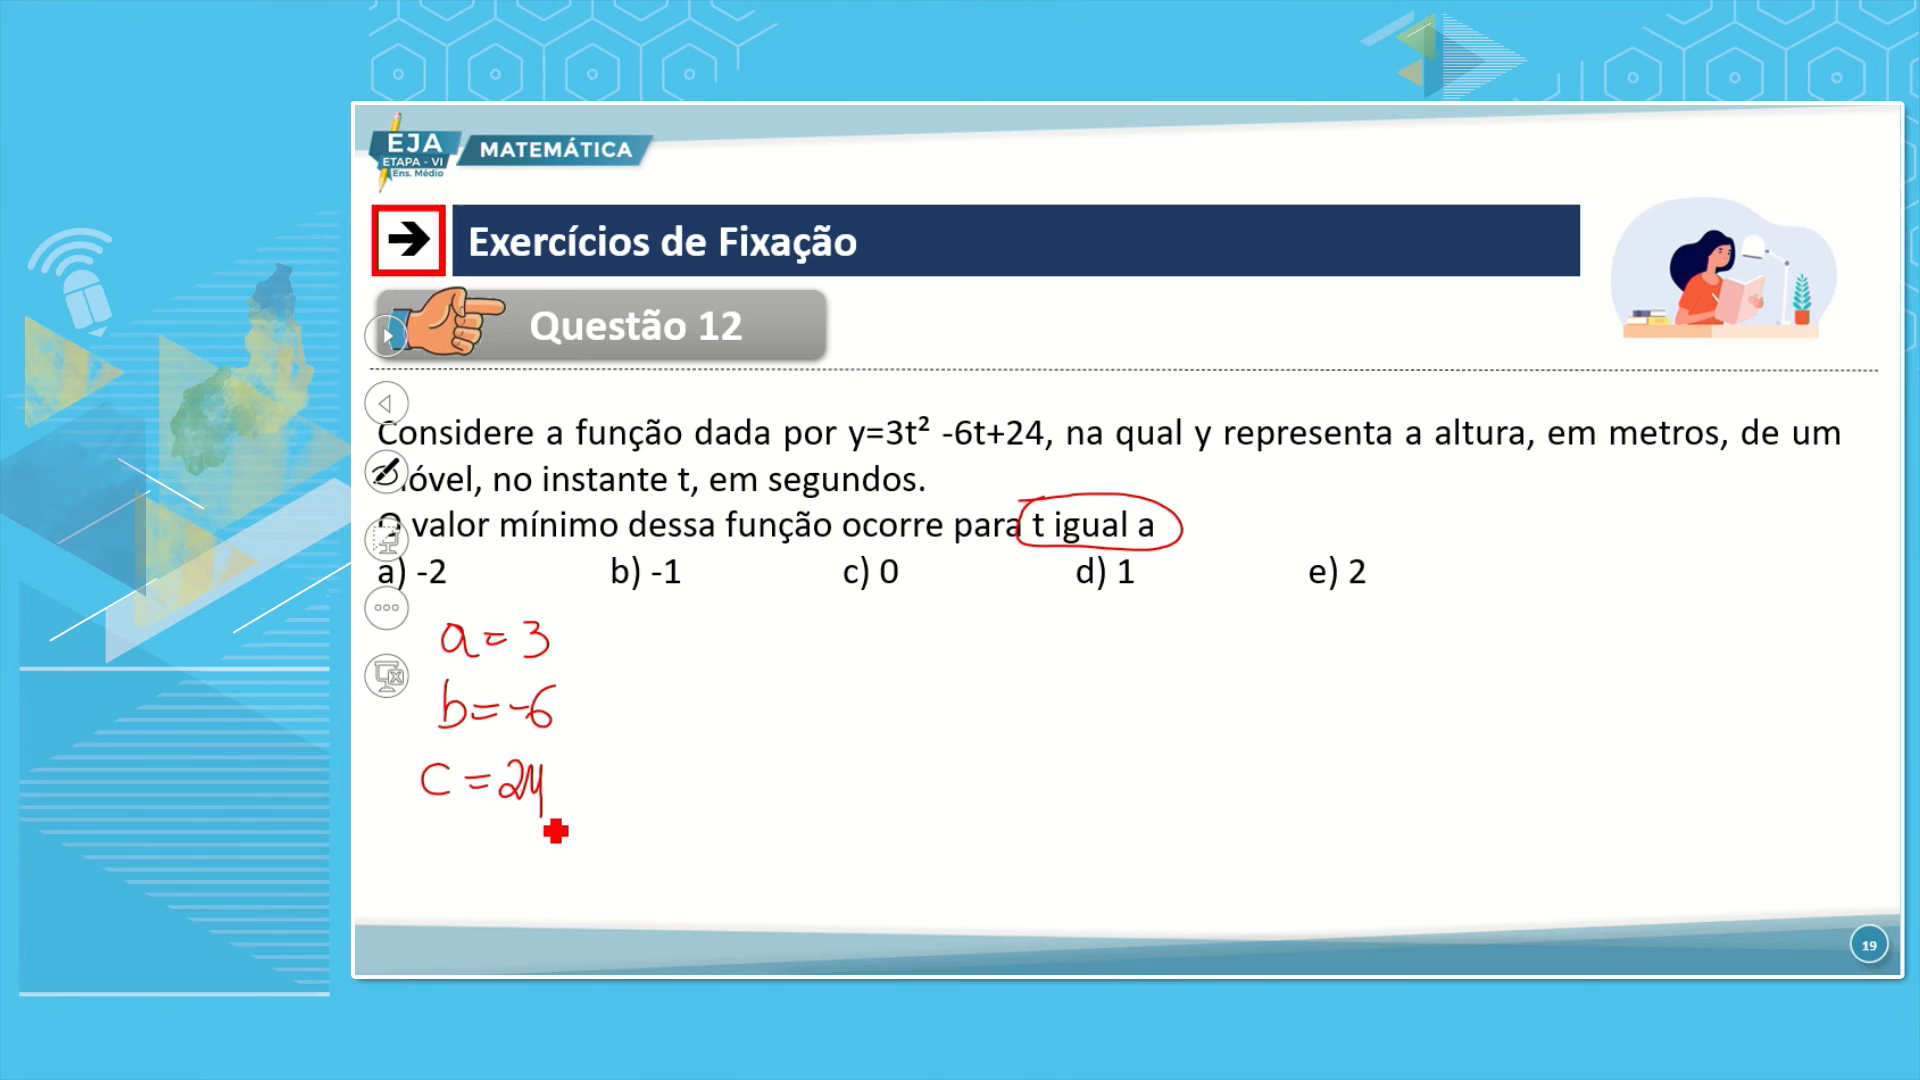 EJA
ETAPA - VI
Ens. Médio
MATEMÁTICA
Exercícios de Fixação
Questão 12
Considere a função dada por y=3t² -6t+24, na qual y representa a altura, em metros, de um
móvel, no instante t, em segundos.
O valor mínimo dessa função ocorre para t igual a
a) -2 b) -1 c) 0 d) 1 e) 2
a = 3
b = -6
c = 24
19